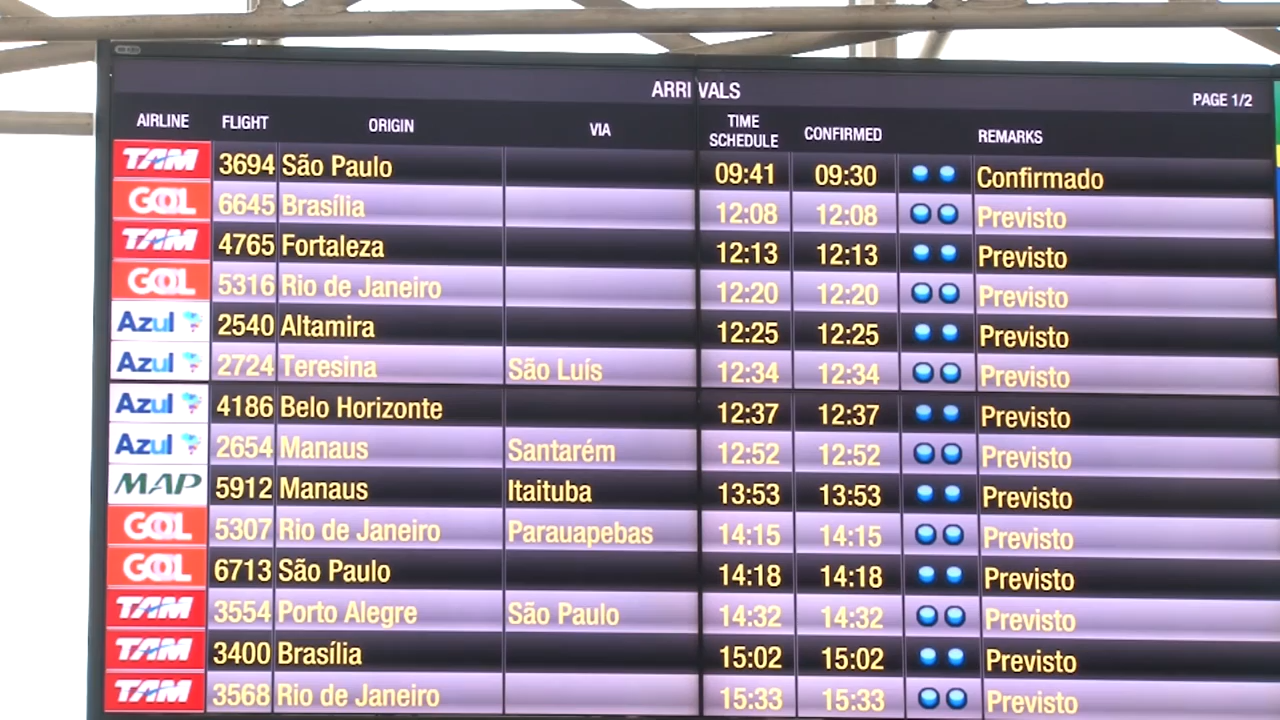 ARRIVALS
PAGE 1/2
AIRLINE FLIGHT ORIGIN VIA TIME SCHEDULE CONFIRMED REMARKS
TAM 3694 São Paulo 09:41 09:30 Confirmado
GOL 6645 Brasília 12:08 12:08 Previsto
TAM 4765 Fortaleza 12:13 12:13 Previsto
GOL 5316 Rio de Janeiro 12:20 12:20 Previsto
Azul 2540 Altamira 12:25 12:25 Previsto
Azul 2724 Teresina São Luís 12:34 12:34 Previsto
Azul 4186 Belo Horizonte 12:37 12:37 Previsto
Azul 2654 Manaus Santarém 12:52 12:52 Previsto
MAP 5912 Manaus Itaituba 13:53 13:53 Previsto
GOL 5307 Rio de Janeiro Parauapebas 14:15 14:15 Previsto
GOL 6713 São Paulo 14:18 14:18 Previsto
TAM 3554 Porto Alegre São Paulo 14:32 14:32 Previsto
TAM 3400 Brasília 15:02 15:02 Previsto
TAM 3568 Rio de Janeiro 15:33 15:33 Previsto